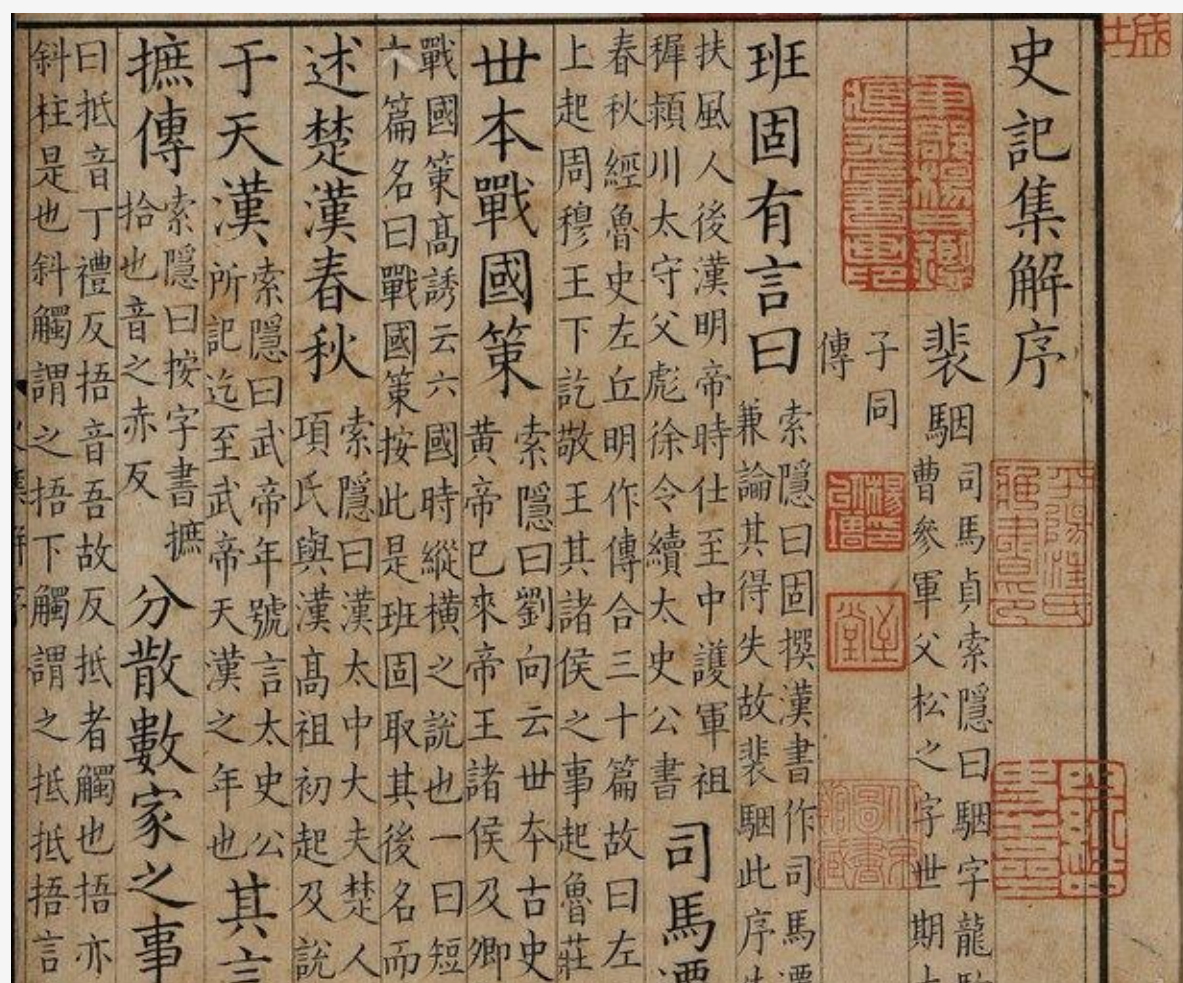 史記集解序
裴駰
司馬貞索隱曰駰字龍
曹參軍父松之字世期
子同
傳
班固有言曰
索隱曰固撰漢書作司馬遷
兼論其得失故裴駰此序
扶風人後漢明帝時仕至中護軍祖
穉頴川太守父彪徐令續太史公書
司馬遷
春秋經魯史左丘明作傳合三十篇故曰左
上起周穆王下訖敬王其諸侯之事起魯莊
丗本戰國策
索隱曰劉向云丗夲古史
黄帝已來帝王諸侯及卿
戰國策髙誘云六國時縱横之說也一曰短
十篇名曰戰國策按此是班固取其後名而
述楚漢春秋
索隱曰漢太中大夫楚人
項氏與漢髙祖初起及說
于天漢
索隱曰武帝年號言太史公
所記迄至武帝天漢之年也
其言
摭傳
索隱曰按字書摭
拾也音之赤反
分散數家之事
曰抵音丁禮反捂音吾故反抵者觸也捂亦
斜柱是也斜觸謂之捂下觸謂之抵抵捂言